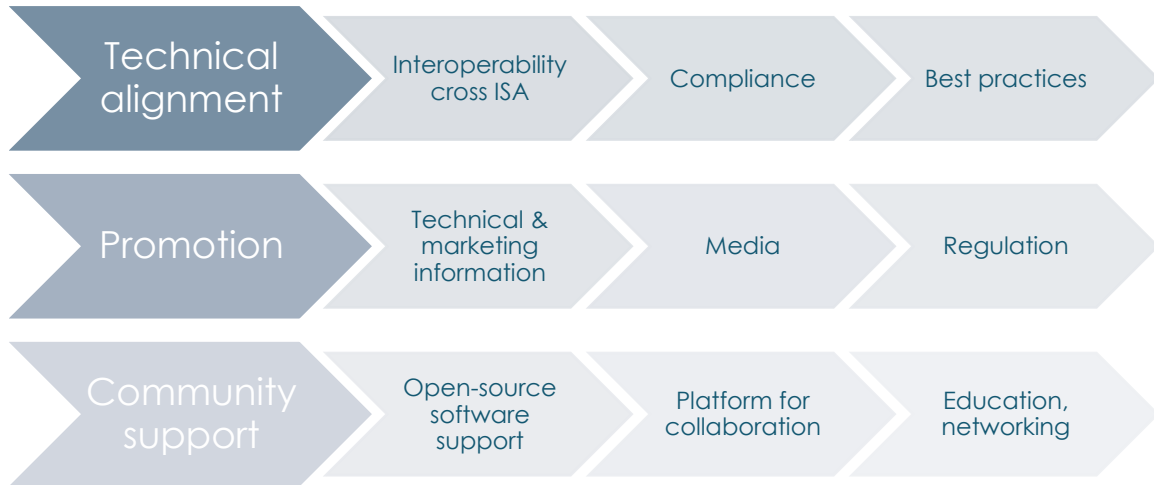 Technical
alignment
Interoperability
cross ISA
Compliance
Best practices
Promotion
Technical &
marketing
information
Media
Regulation
Community
support
Open-source
software
support
Platform for
collaboration
Education,
networking